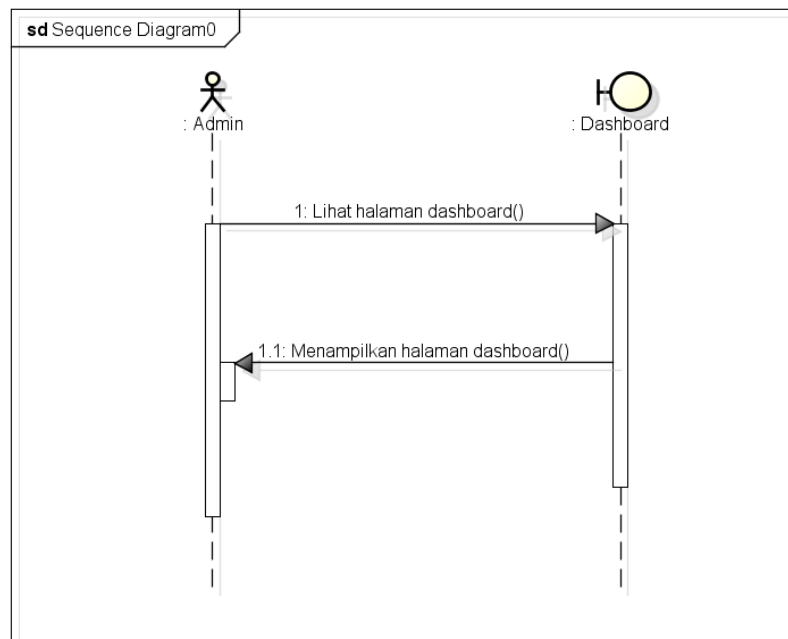 sd Sequence Diagram0
: Admin
: Dashboard
1: Lihat halaman dashboard()
1.1: Menampilkan halaman dashboard()